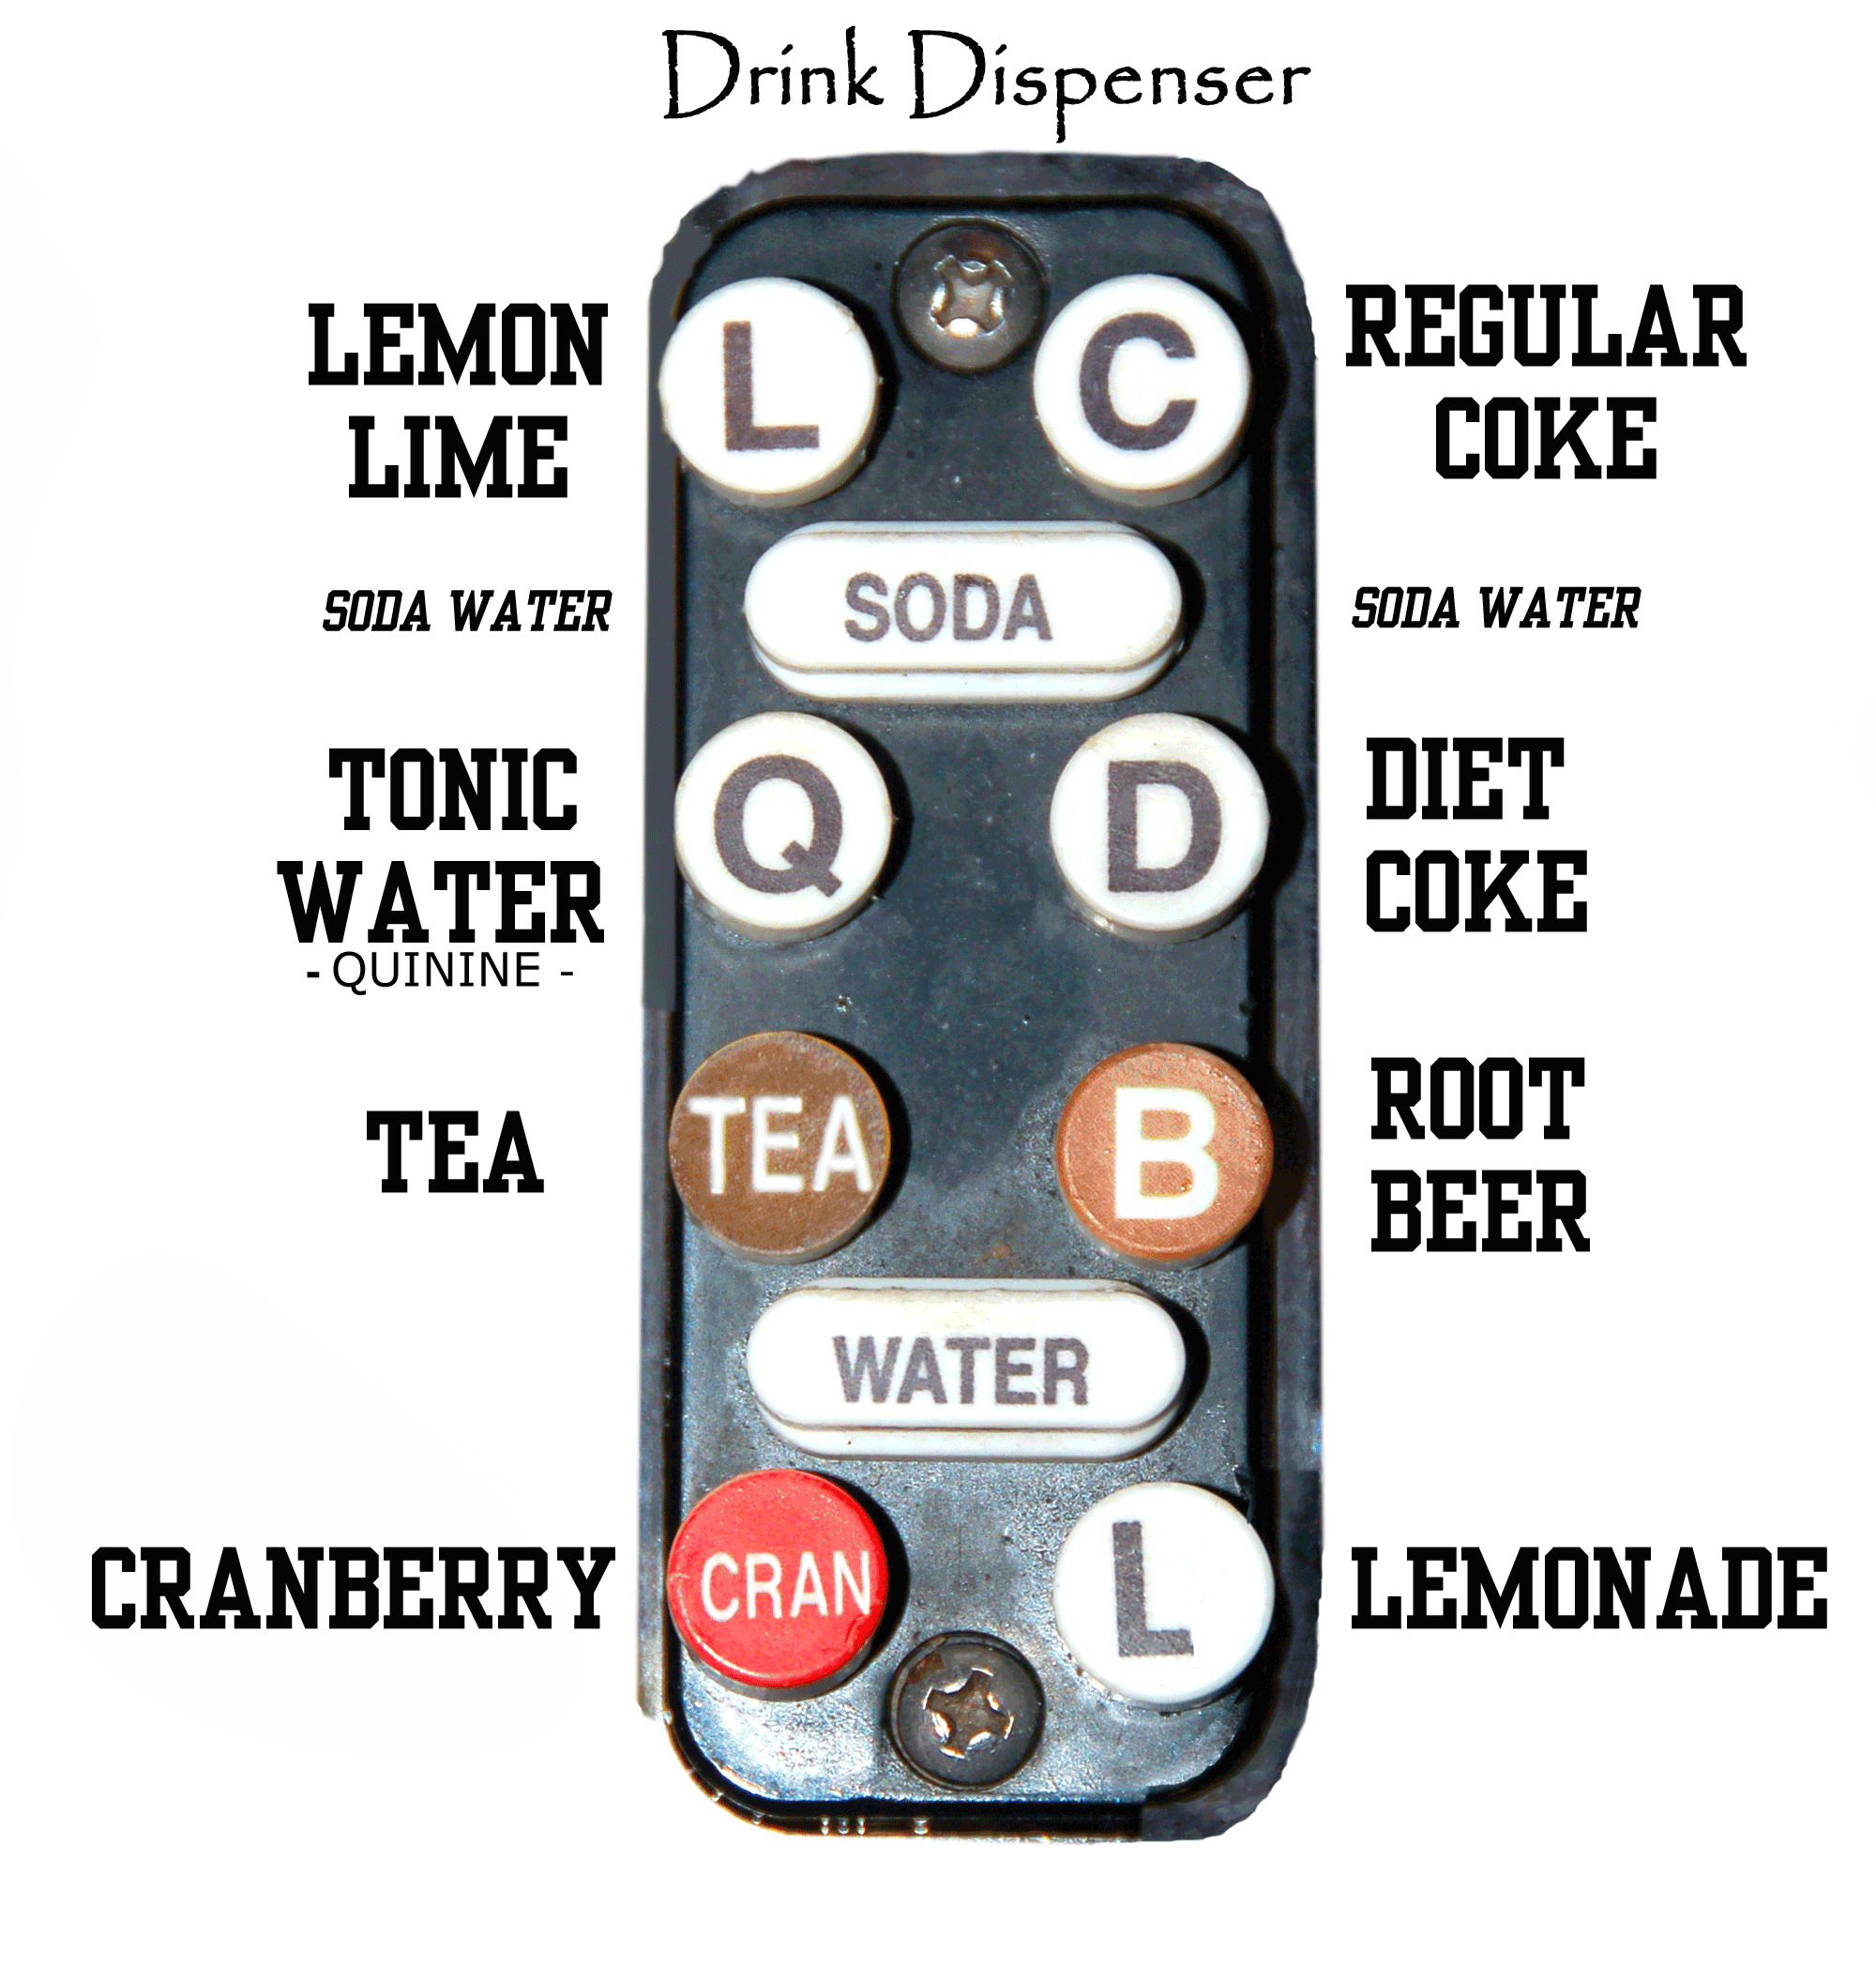 Drink Dispenser
LEMON
LIME
L
C
REGULAR
COKE
SODA WATER
SODA
SODA WATER
TONIC
WATER
- QUININE -
Q
D
DIET
COKE
TEA
TEA
B
ROOT
BEER
WATER
CRANBERRY
CRAN
L
LEMONADE